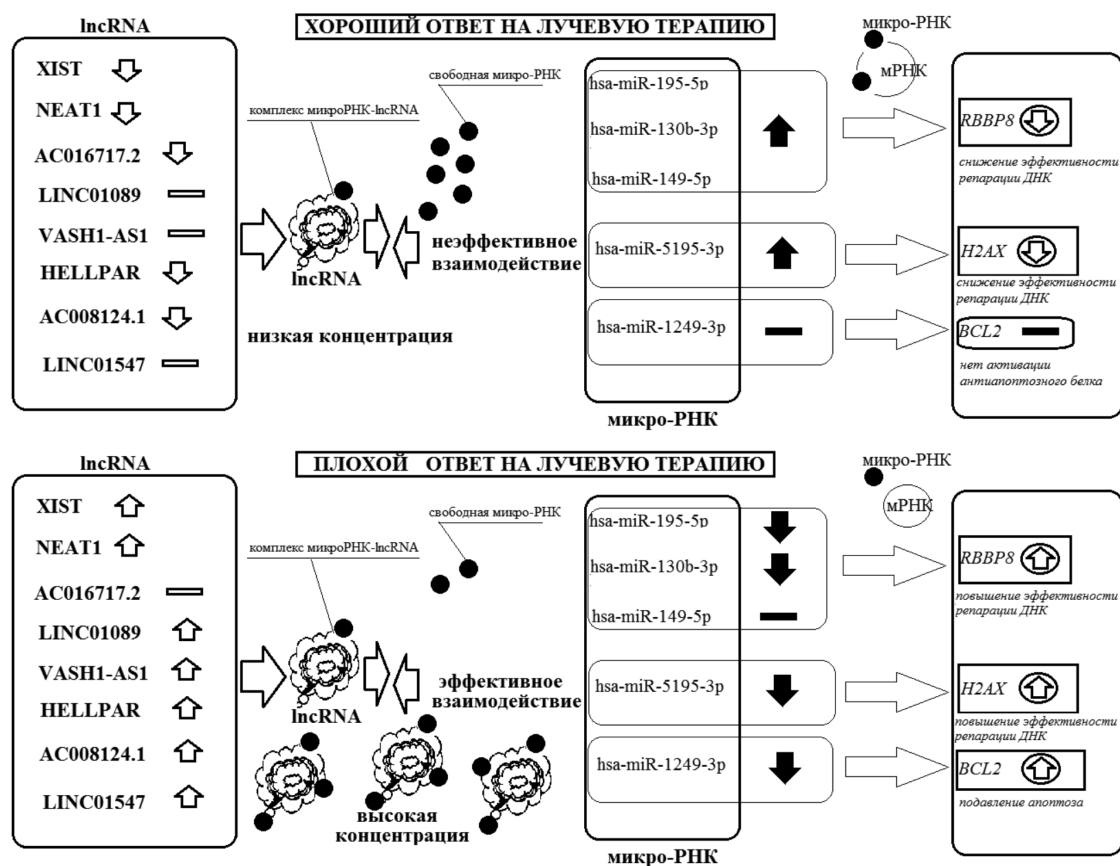 lncRNA
ХОРОШИЙ ОТВЕТ НА ЛУЧЕВУЮ ТЕРАПИЮ
XIST
NEAT1
AC016717.2
LINC01089
VASH1-AS1
HELLPAR
AC008124.1
LINC01547
комплекс микроРНК-lncRNA
свободная микро-РНК
lncRNA
низкая концентрация
неэффективное
взаимодействие
hsa-miR-195-5p
hsa-miR-130b-3p
hsa-miR-149-5p
hsa-miR-5195-3p
hsa-miR-1249-3p
микро-РНК
микро-РНК
мРНК
RBBP8
снижение эффективности
репарации ДНК
H2AX
снижение эффективности
репарации ДНК
BCL2
нет активации
антиапоптозного белка
lncRNA
ПЛОХОЙ ОТВЕТ НА ЛУЧЕВУЮ ТЕРАПИЮ
XIST
NEAT1
AC016717.2
LINC01089
VASH1-AS1
HELLPAR
AC008124.1
LINC01547
комплекс микроРНК-lncRNA
свободная микро-РНК
lncRNA
эффективное
взаимодействие
высокая
концентрация
hsa-miR-195-5p
hsa-miR-130b-3p
hsa-miR-149-5p
hsa-miR-5195-3p
hsa-miR-1249-3p
микро-РНК
микро-РНК
мРНК
RBBP8
повышение эффективности
репарации ДНК
H2AX
повышение эффективности
репарации ДНК
BCL2
подавление апоптоза